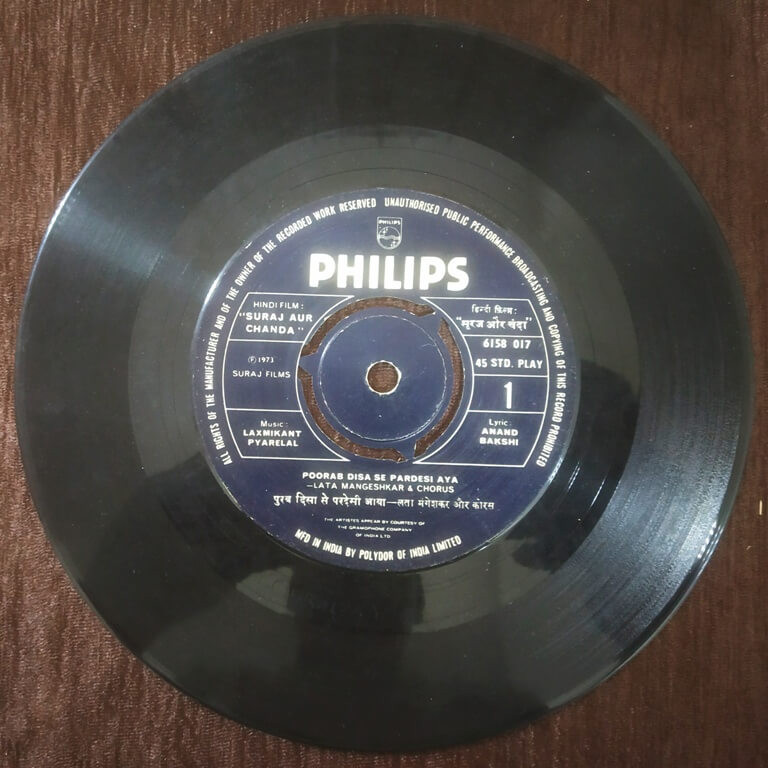 ALL RIGHTS OF THE MANUFACTURER AND OF THE OWNER OF THE RECORDED WORK RESERVED UNAUTHORISED PUBLIC PERFORMANCE BROADCASTING AND COPYING OF THIS RECORD PROHIBITED
PHILIPS
PHILIPS
HINDI FILM:
"SURAJ AUR
CHANDA"
Ⓟ 1973
SURAJ FILMS
Music:
LAXMIKANT
PYARELAL
हिन्दी फ़िल्म:
"सूरज और चंदा"
6158 017
45 STD. PLAY
1
Lyric:
ANAND
BAKSHI
POORAB DISA SE PARDESI AYA
—LATA MANGESHKAR & CHORUS
पुरब दिसा से परदेसी आया—लता मंगेशकर और कोरस
THE ARTISTES APPEAR BY COURTESY OF
THE GRAMOPHONE COMPANY
OF INDIA LTD
MFD IN INDIA BY POLYDOR OF INDIA LIMITED